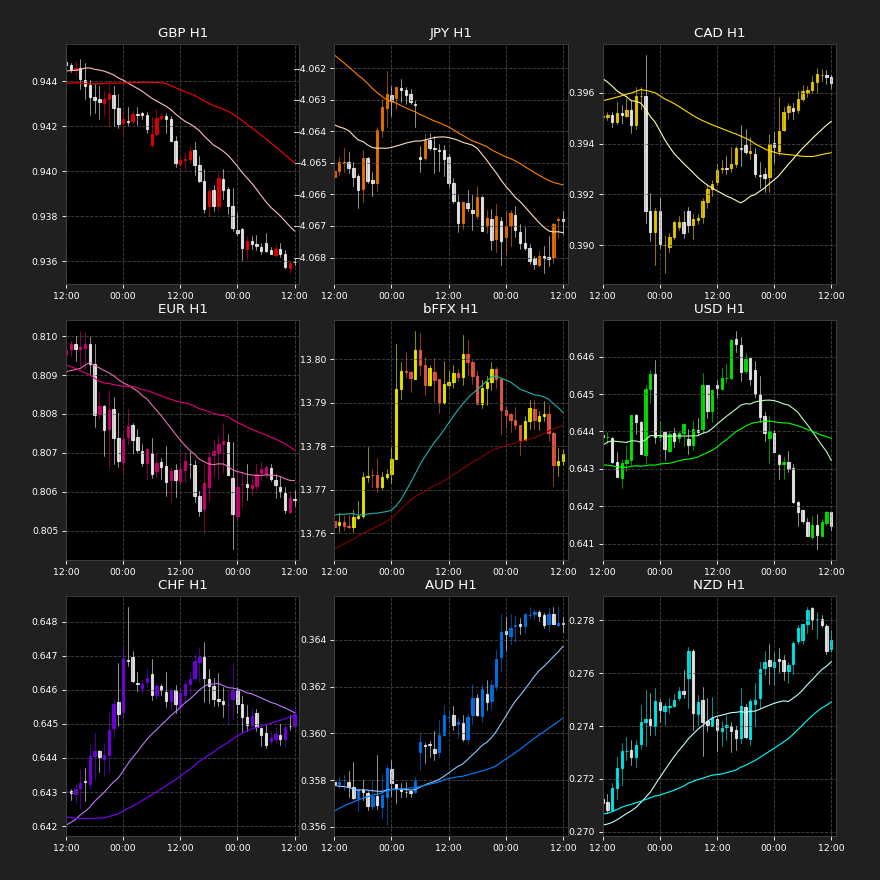 GBP H1
0.944
0.942
0.940
0.938
0.936
12:00 00:00 12:00 00:00 12:00
JPY H1
4.062
4.063
4.064
4.065
4.066
4.067
4.068
12:00 00:00 12:00 00:00 12:00
CAD H1
0.396
0.394
0.392
0.390
12:00 00:00 12:00 00:00 12:00
EUR H1
0.810
0.809
0.808
0.807
0.806
0.805
12:00 00:00 12:00 00:00 12:00
bFFX H1
13.80
13.79
13.78
13.77
13.76
12:00 00:00 12:00 00:00 12:00
USD H1
0.646
0.645
0.644
0.643
0.642
0.641
12:00 00:00 12:00 00:00 12:00
CHF H1
0.648
0.647
0.646
0.645
0.644
0.643
0.642
12:00 00:00 12:00 00:00 12:00
AUD H1
0.364
0.362
0.360
0.358
0.356
12:00 00:00 12:00 00:00 12:00
NZD H1
0.278
0.276
0.274
0.272
0.270
12:00 00:00 12:00 00:00 12:00